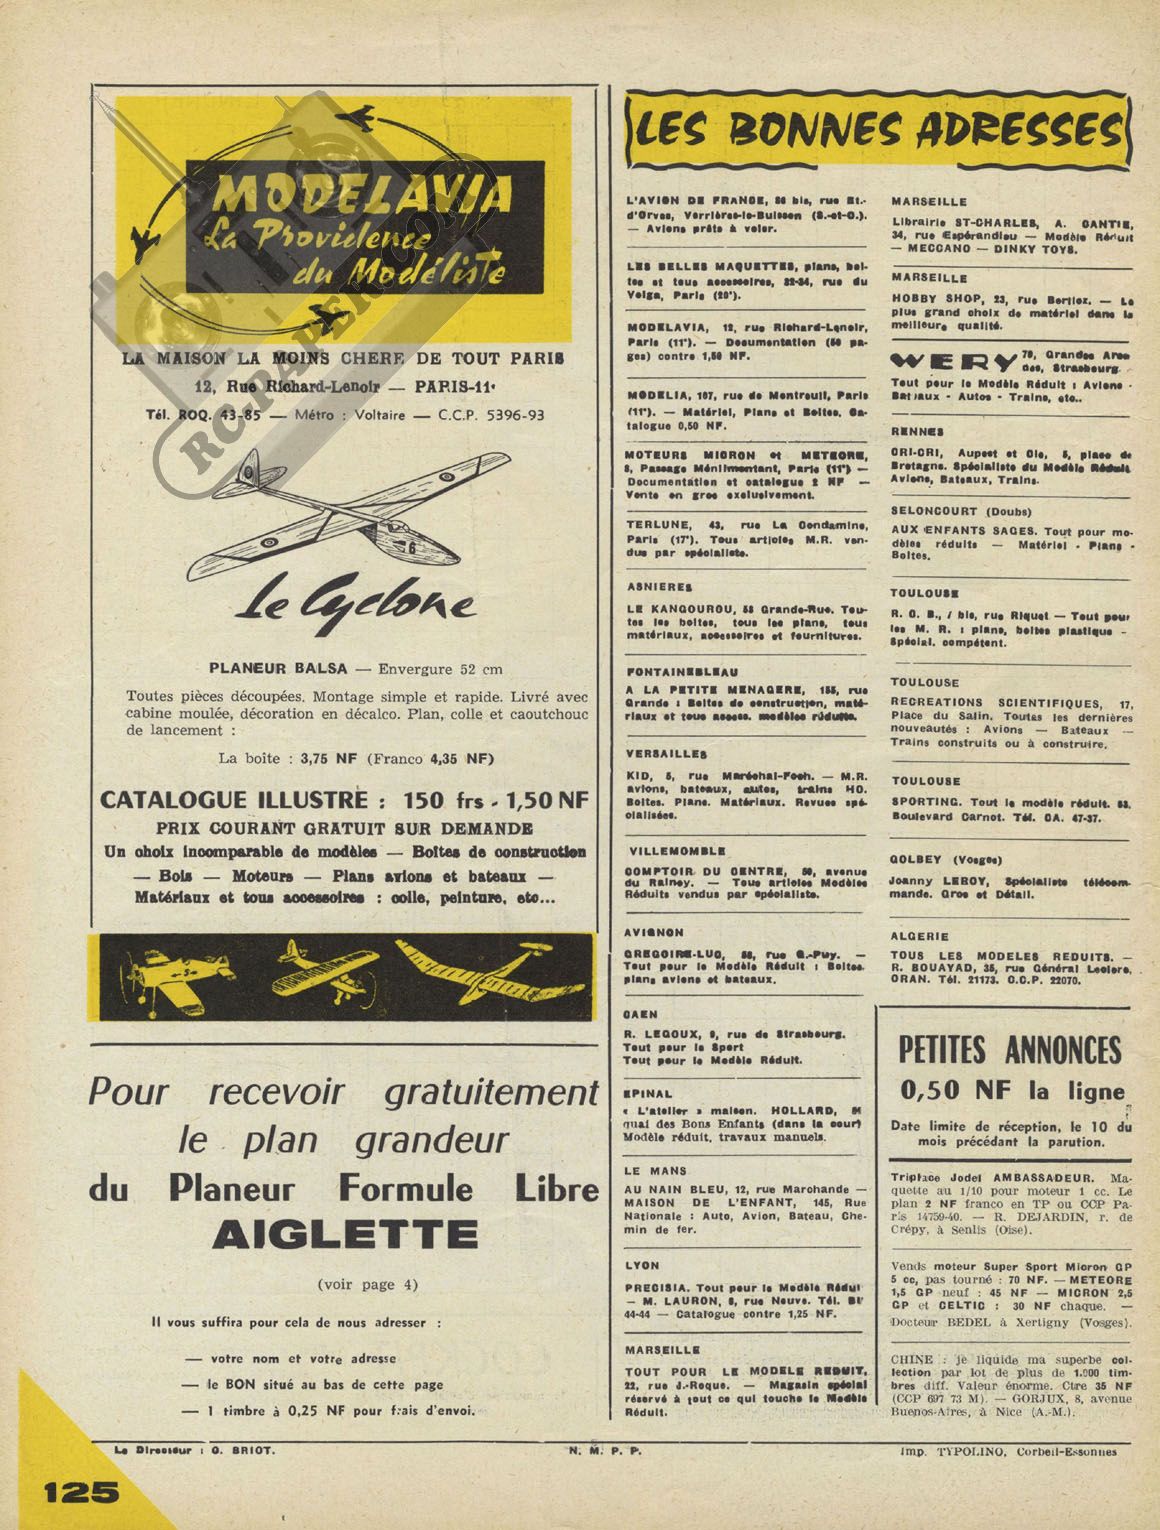 MODELAVIA
La Providence
du Modéliste
LA MAISON LA MOINS CHERE DE TOUT PARIS
12, Rue Richard-Lenoir — PARIS-11e
Tél. ROQ. 43-85 — Métro : Voltaire — C.C.P. 5396-93
RC-PAPER.COM
6
Le Cyclone
PLANEUR BALSA — Envergure 52 cm
Toutes pièces découpées. Montage simple et rapide. Livré avec
cabine moulée, décoration en décalco. Plan, colle et caoutchouc
de lancement :
La boîte : 3,75 NF (Franco 4,35 NF)
CATALOGUE ILLUSTRÉ : 150 frs - 1,50 NF
PRIX COURANT GRATUIT SUR DEMANDE
Un choix incomparable de modèles — Boîtes de construction
— Bois — Moteurs — Plans avions et bateaux —
Matériaux et tous accessoires : colle, peinture, etc...
Pour recevoir gratuitement
le plan grandeur
du Planeur Formule Libre
AIGLETTE
(voir page 4)
Il vous suffira pour cela de nous adresser :
— votre nom et votre adresse
— le BON situé au bas de cette page
— 1 timbre à 0,25 NF pour frais d'envoi.
LES BONNES ADRESSES
L'AVION DE FRANCE, 86 bis, rue Et.-
d'Orves, Verrières-le-Buisson (S.-et-O.).
— Avions prêts à voler.
LES BELLES MAQUETTES, plans, boî-
tes et tous accessoires, 32-34, rue du
Volga, Paris (20e).
MODELAVIA, 12, rue Richard-Lenoir,
Paris (11e). — Documentation (50 pa-
ges) contre 1,50 NF.
MODELIA, 167, rue de Montreuil, Paris
(11e). — Matériel, Plans et Boîtes. Ca-
talogue 0,50 NF.
MOTEURS MICRON et METEORE,
8, Passage Ménilmontant, Paris (11e) —
Documentation et catalogue 2 NF —
Vente en gros exclusivement.
TERLUNE, 43, rue La Condamine,
Paris (17e). Tous articles M.R. ven-
dus par spécialiste.
ASNIERES
LE KANGOUROU, 53 Grande-Rue. Tou-
tes les boîtes, tous les plans, tous
matériaux, accessoires et fournitures.
FONTAINEBLEAU
A LA PETITE MENAGERE, 155, rue
Grande : Boîtes de construction, maté-
riaux et tous access. modèles réduits.
VERSAILLES
KID, 5, rue Maréchal-Foch. — M.R.
avions, bateaux, autos, trains HO.
Boîtes. Plans. Matériaux. Revues spé-
cialisées.
VILLEMOMBLE
COMPTOIR DU CENTRE, 50, avenue
du Rainey. — Tous articles Modèles
Réduits vendus par spécialiste.
AVIGNON
GREGOIRE-LUC, 58, rue G.-Puy. —
Tout pour le Modèle Réduit : Boîtes,
plans avions et bateaux.
CAEN
R. LEGOUX, 9, rue de Strasbourg.
Tout pour le Sport
Tout pour le Modèle Réduit.
EPINAL
« L'atelier » maison. HOLLARD,
quai des Bons Enfants (dans la cour)
Modèle réduit, travaux manuels.
LE MANS
AU NAIN BLEU, 12, rue Marchande —
MAISON DE L'ENFANT, 145, Rue
Nationale : Auto, Avion, Bateau, Che-
min de fer.
LYON
PRECISIA. Tout pour le Modèle Réduit
— M. LAURON, 8, rue Neuve. Tél.
44-44 — Catalogue contre 1,25 NF.
MARSEILLE
TOUT POUR LE MODELE REDUIT,
22, rue J.-Roque. — Magasin spécial
réservé à tout ce qui touche le Modèle
Réduit.
MARSEILLE
Librairie ST-CHARLES, A. CANTIE,
34, rue Espérandieu — Modèle Réduit
— MECCANO — DINKY TOYS.
MARSEILLE
HOBBY SHOP, 23, rue Berlioz. — Le
plus grand choix de matériel dans la
meilleure qualité.
WERY 79, Grandes Arca-
des, Strasbourg.
Tout pour le Modèle Réduit : Avions -
Bateaux - Autos - Trains, etc..
RENNES
CRI-CRI, Aupest et Cie, 5, place de
Bretagne. Spécialiste du Modèle Réduit
Avions, Bateaux, Trains.
SELONCOURT (Doubs)
AUX ENFANTS SAGES. Tout pour mo-
dèles réduits — Matériel - Plans -
Boîtes.
TOULOUSE
R. C. B., bis, rue Riquet — Tout pour
les M. R. : plans, boîtes plastique -
Spécial. compétent.
TOULOUSE
RECREATIONS SCIENTIFIQUES, 17,
Place du Salin. Toutes les dernières
nouveautés : Avions — Bateaux —
Trains construits ou à construire.
TOULOUSE
SPORTING. Tout le modèle réduit. 53,
Boulevard Carnot. Tél. CA. 47-37.
GOLBEY (Vosges)
Joanny LEROY, Spécialiste télécom-
mande. Gros et Détail.
ALGERIE
TOUS LES MODELES REDUITS. —
R. BOUAYAD, 35, rue Général Leclerc,
ORAN. Tél. 21173. C.C.P. 22070.
PETITES ANNONCES
0,50 NF la ligne
Date limite de réception, le 10 du
mois précédant la parution.
Triplace Jodel AMBASSADEUR. Ma-
quette au 1/10 pour moteur 1 cc. Le
plan 2 NF franco en TP ou CCP Pa-
ris 14759-40. — R. DEJARDIN, r. de
Crépy, à Senlis (Oise).
Vends moteur Super Sport Micron GP
5 cc, pas tourné : 70 NF. — METEORE
1,5 GP neuf : 45 NF — MICRON 2,5
GP et CELTIC : 30 NF chaque. —
Docteur BEDEL à Xertigny (Vosges).
CHINE : je liquide ma superbe col-
lection par lot de plus de 1.000 tim-
bres diff. Valeur énorme. Ctre 35 NF
(CCP 697 73 M). — GORJUX, 8, avenue
Buenos-Aires, à Nice (A.-M.).
Le Directeur : G. BRIOT.
N. M. P. P.
Imp. TYPOLINO, Corbeil-Essonnes
125